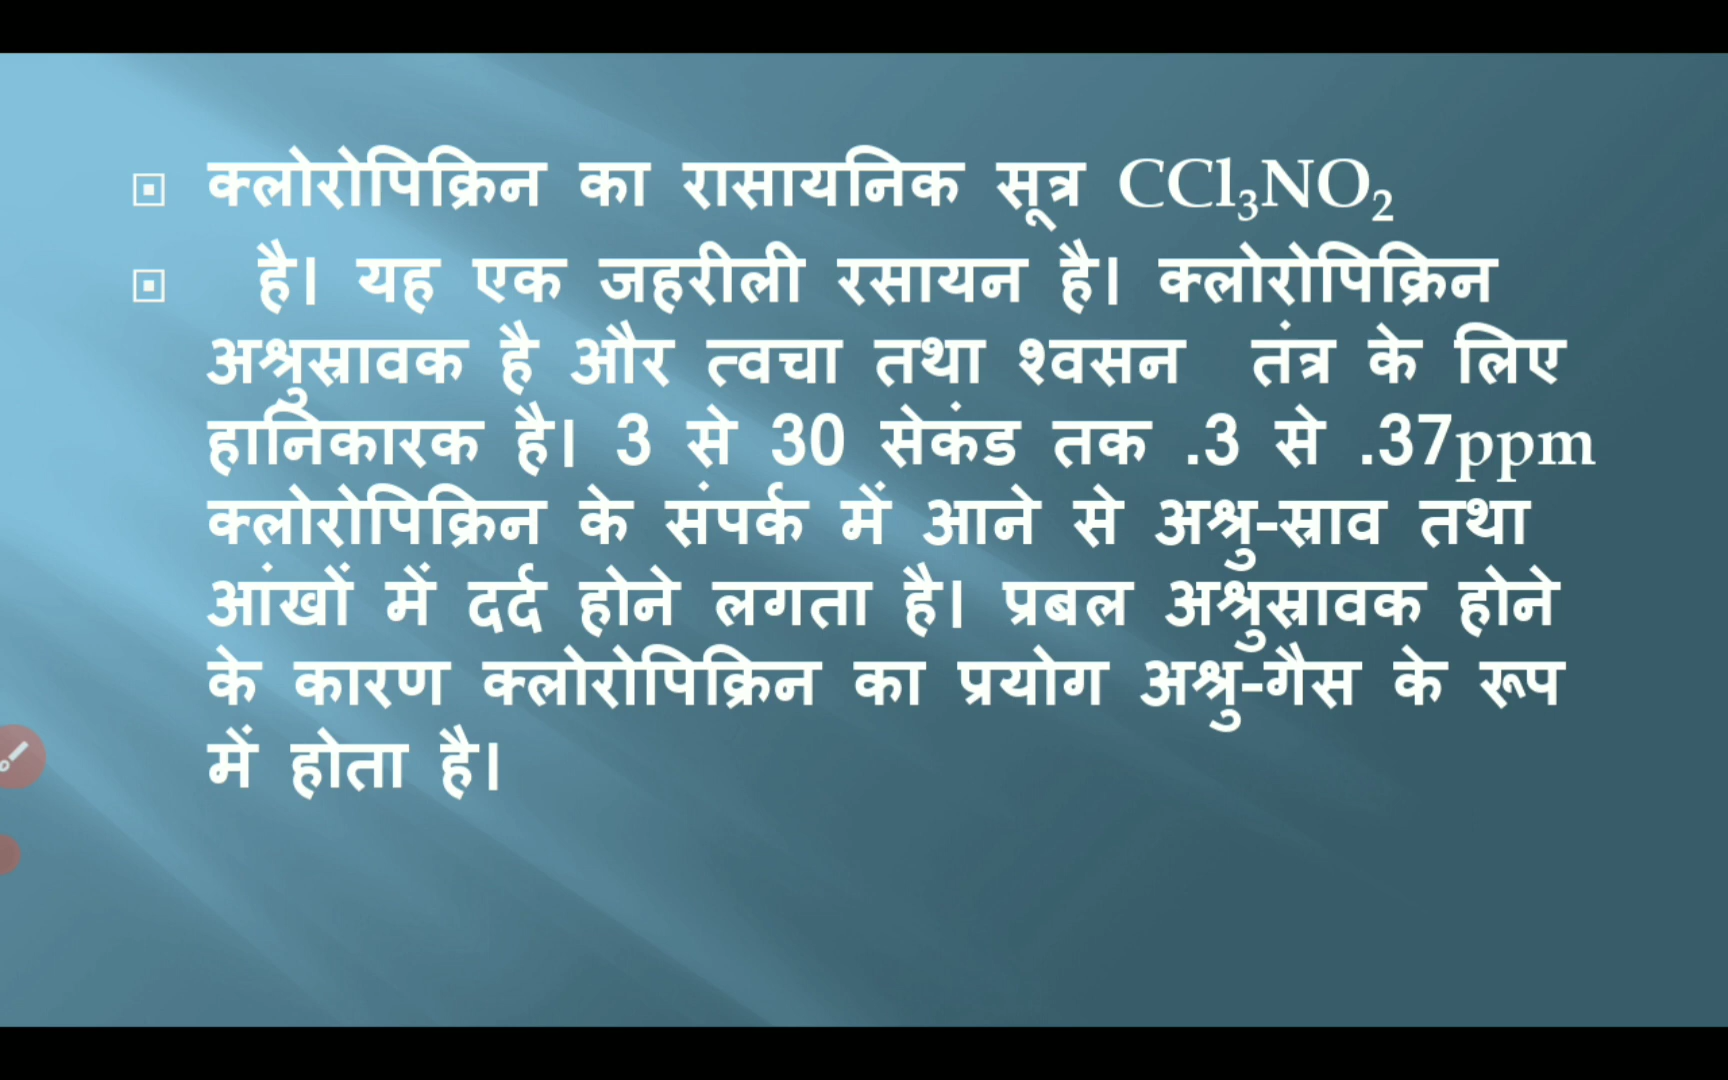 क्लोरोपिक्रिन का रासायनिक सूत्र CCl₃NO₂
है। यह एक जहरीली रसायन है। क्लोरोपिक्रिन
अश्रुस्रावक है और त्वचा तथा श्वसन तंत्र के लिए
हानिकारक है। 3 से 30 सेकंड तक .3 से .37ppm
क्लोरोपिक्रिन के संपर्क में आने से अश्रु-स्राव तथा
आंखों में दर्द होने लगता है। प्रबल अश्रुस्रावक होने
के कारण क्लोरोपिक्रिन का प्रयोग अश्रु-गैस के रूप
में होता है।